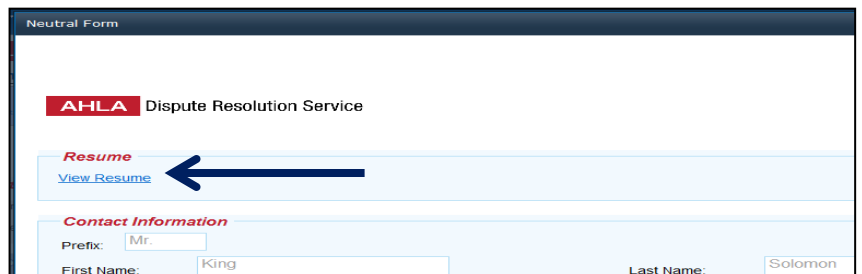 Neutral Form
AHLA Dispute Resolution Service
Resume
View Resume
Contact Information
Prefix: Mr.
First Name: King Last Name: Solomon